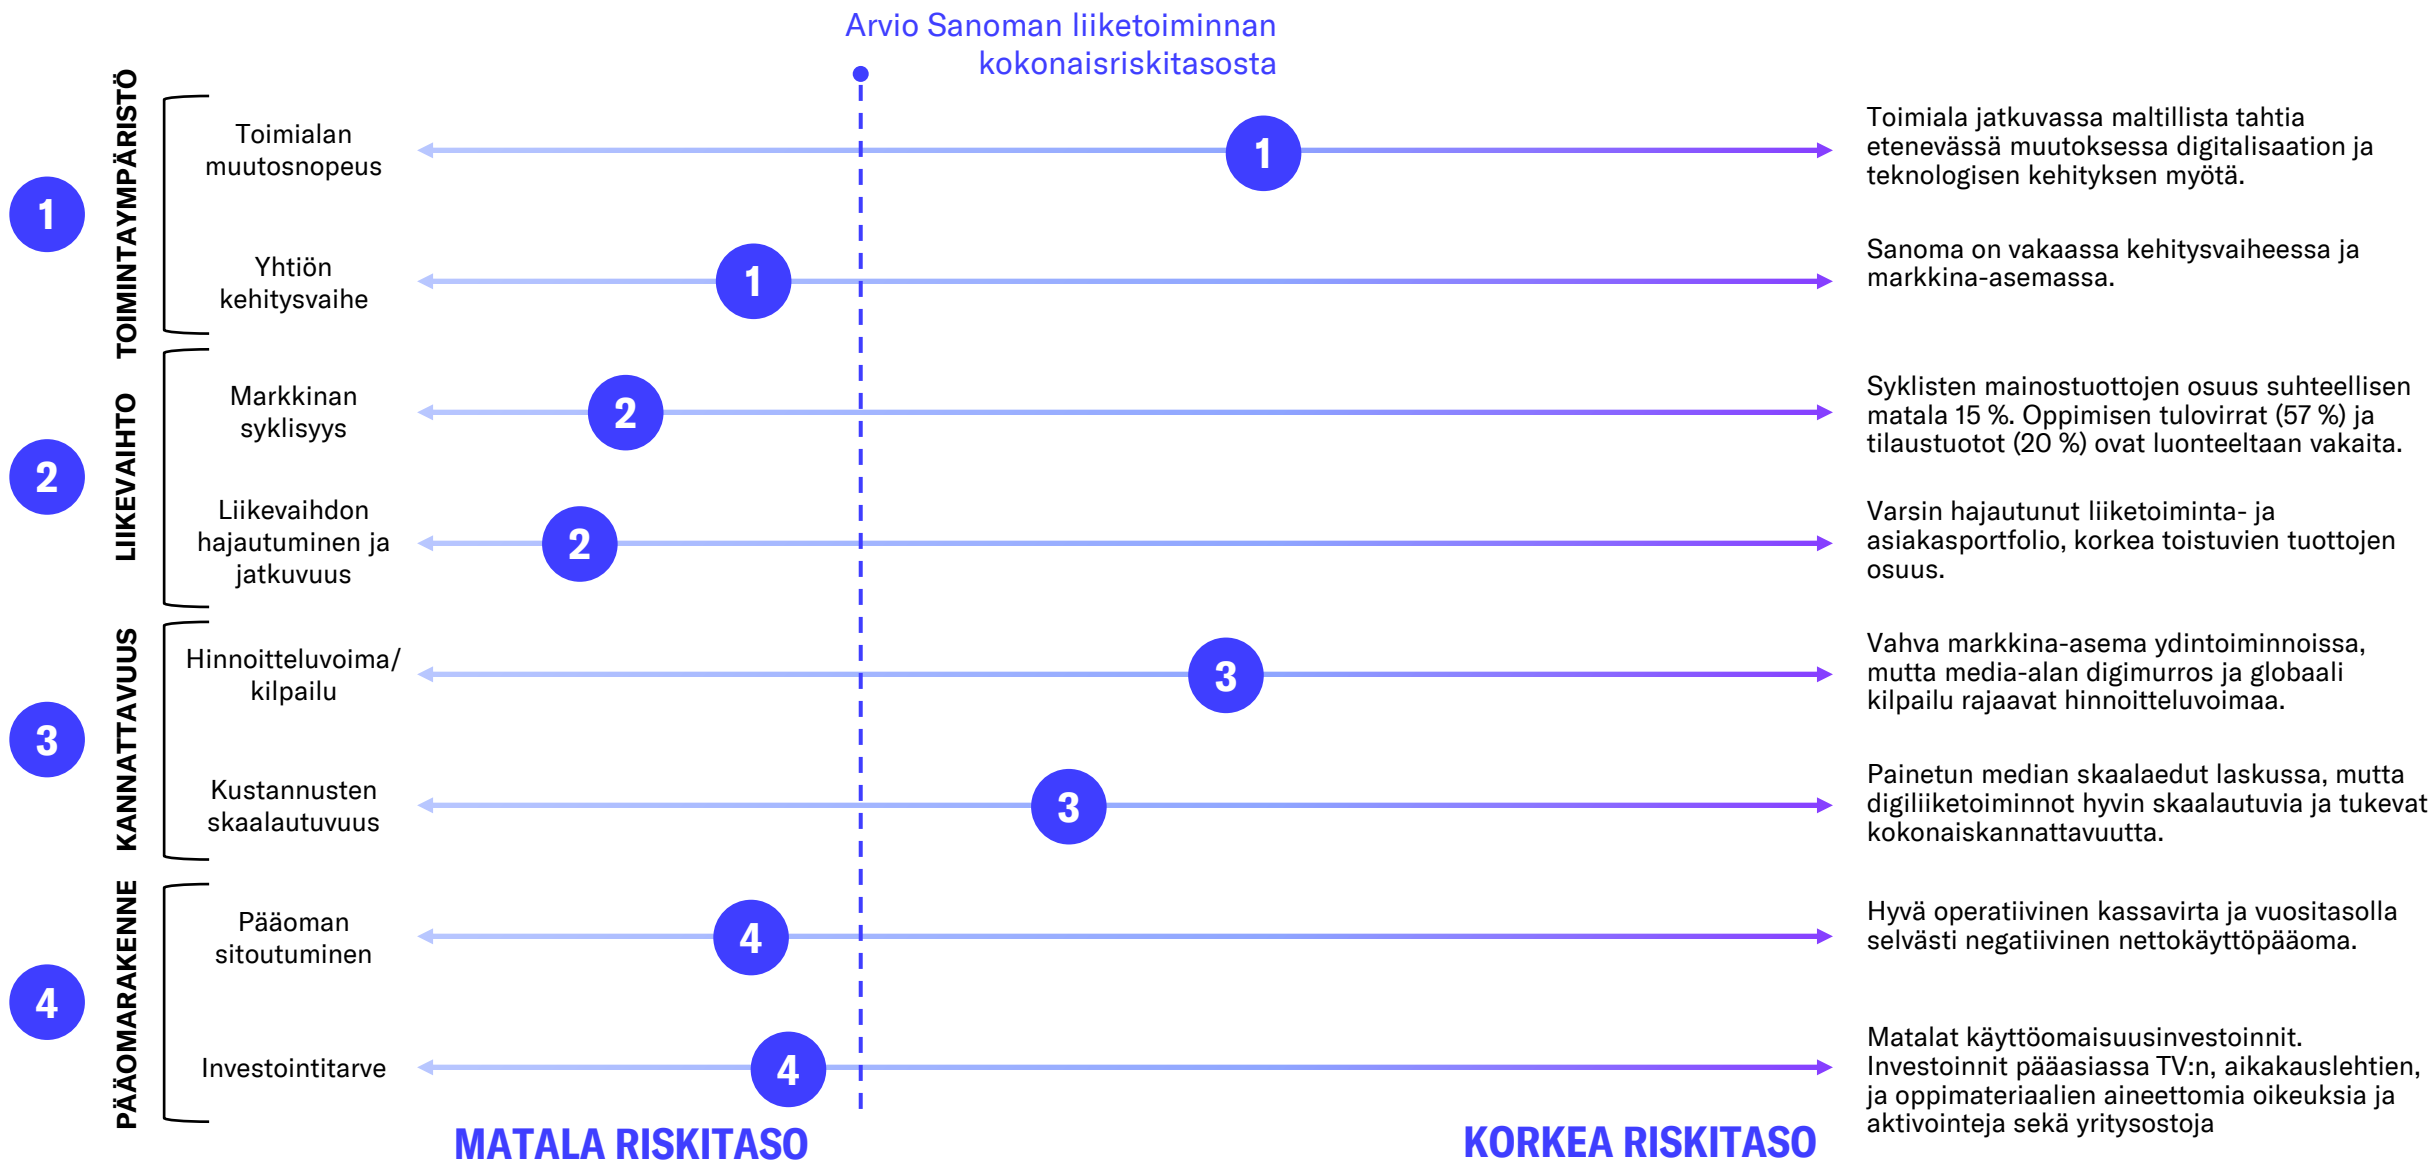 Arvio Sanoman liiketoiminnan
kokonaisriskitasosta
1
TOIMINTAYMPÄRISTÖ
Toimialan
muutosnopeus
1
Toimiala jatkuvassa maltillista tahtia
etenevässä muutoksessa digitalisaation ja
teknologisen kehityksen myötä.
Yhtiön
kehitysvaihe
1
Sanoma on vakaassa kehitysvaiheessa ja
markkina-asemassa.
2
LIIKEVAIHTO
Markkinan
syklisyys
2
Syklisten mainostuottojen osuus suhteellisen
matala 15 %. Oppimisen tulovirrat (57 %) ja
tilaustuotot (20 %) ovat luonteeltaan vakaita.
Liikevaihdon
hajautuminen ja
jatkuvuus
2
Varsin hajautunut liiketoiminta- ja
asiakasportfolio, korkea toistuvien tuottojen
osuus.
3
KANNATTAVUUS
Hinnoitteluvoima/
kilpailu
3
Vahva markkina-asema ydintoiminnoissa,
mutta media-alan digimurros ja globaali
kilpailu rajaavat hinnoitteluvoimaa.
Kustannusten
skaalautuvuus
3
Painetun median skaalaedut laskussa, mutta
digiliiketoiminnot hyvin skaalautuvia ja tukevat
kokonaiskannattavuutta.
4
PÄÄOMARAKENNE
Pääoman
sitoutuminen
4
Hyvä operatiivinen kassavirta ja vuositasolla
selvästi negatiivinen nettokäyttöpääoma.
Investointitarve
4
Matalat käyttöomaisuusinvestoinnit.
Investoinnit pääasiassa TV:n, aikakauslehtien,
ja oppimateriaalien aineettomia oikeuksia ja
aktivointeja sekä yritysostoja
MATALA RISKITASO
KORKEA RISKITASO